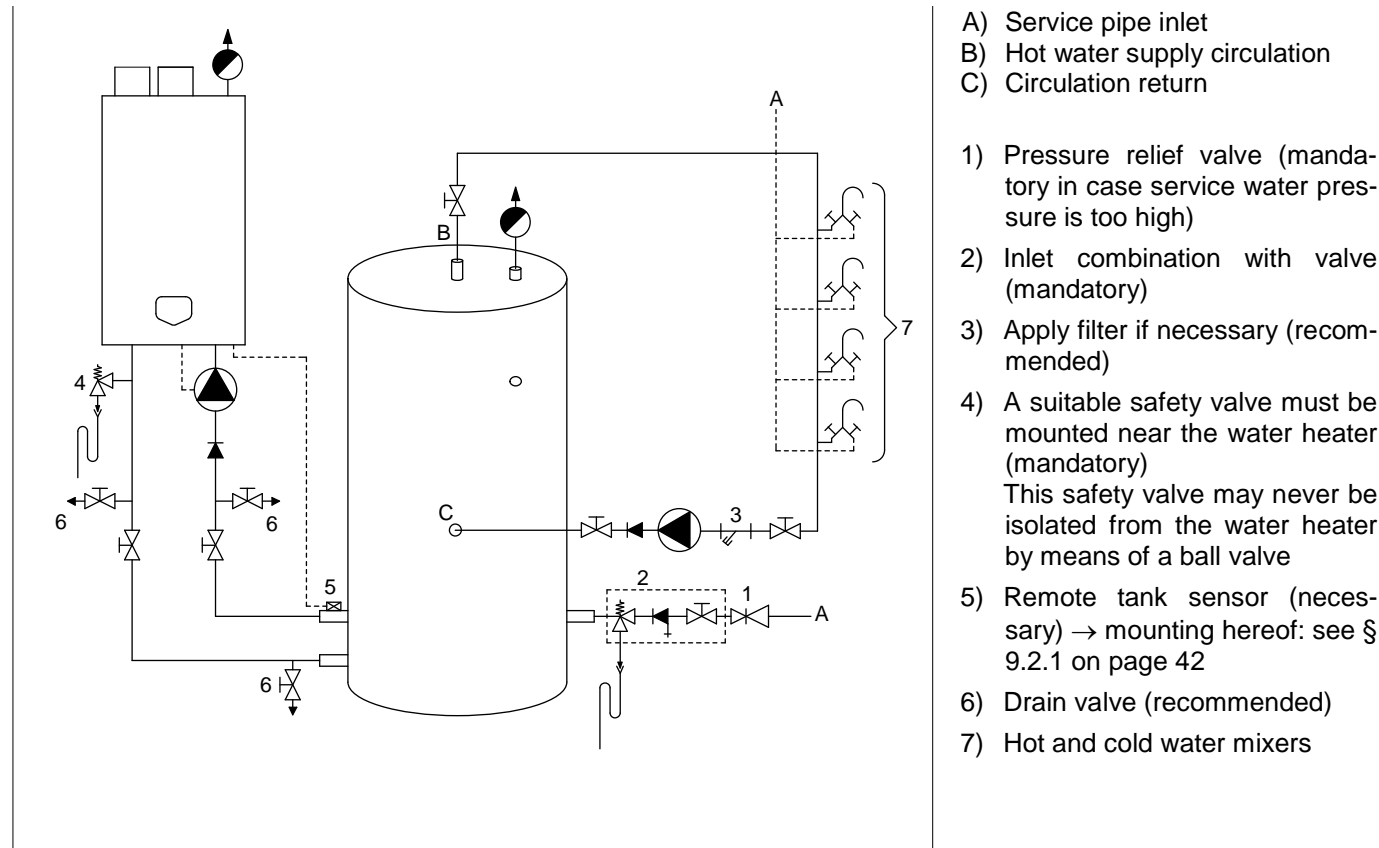 A
B
C
4
6
6
6
5
2
1
A
3
7
A) Service pipe inlet
B) Hot water supply circulation
C) Circulation return
1) Pressure relief valve (manda-
tory in case service water pres-
sure is too high)
2) Inlet combination with valve
(mandatory)
3) Apply filter if necessary (recom-
mended)
4) A suitable safety valve must be
mounted near the water heater
(mandatory)
This safety valve may never be
isolated from the water heater
by means of a ball valve
5) Remote tank sensor (neces-
sary) → mounting hereof: see §
9.2.1 on page 42
6) Drain valve (recommended)
7) Hot and cold water mixers